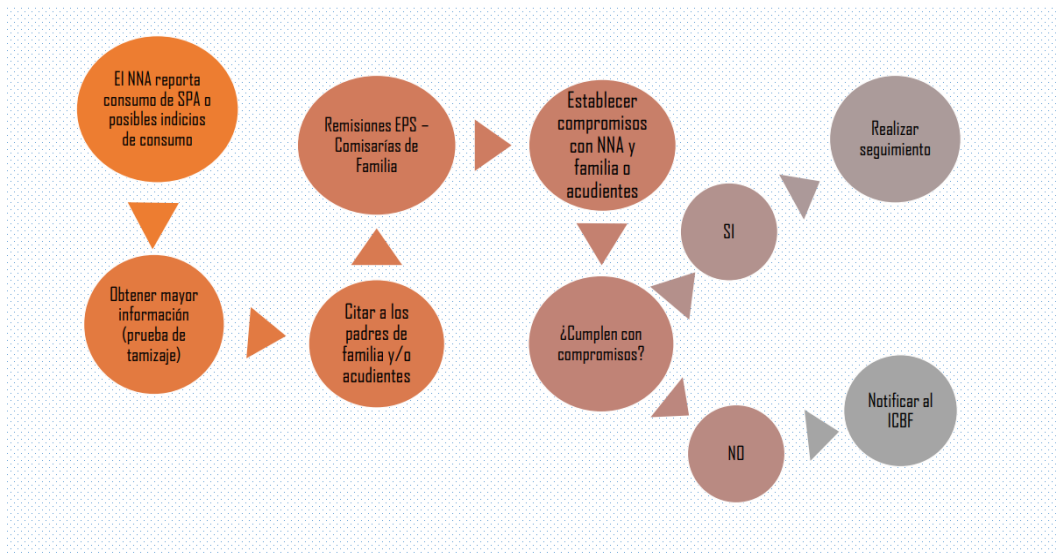 El NNA reporta
consumo de SPA o
posibles indicios
de consumo
Obtener mayor
información
(prueba de
tamizaje)
Citar a los
padres de
familia y/o
acudientes
Remisiones EPS –
Comisarías de
Familia
Establecer
compromisos
con NNA y
familia o
acudientes
¿Cumplen con
compromisos?
SI
Realizar
seguimiento
NO
Notificar al
ICBF